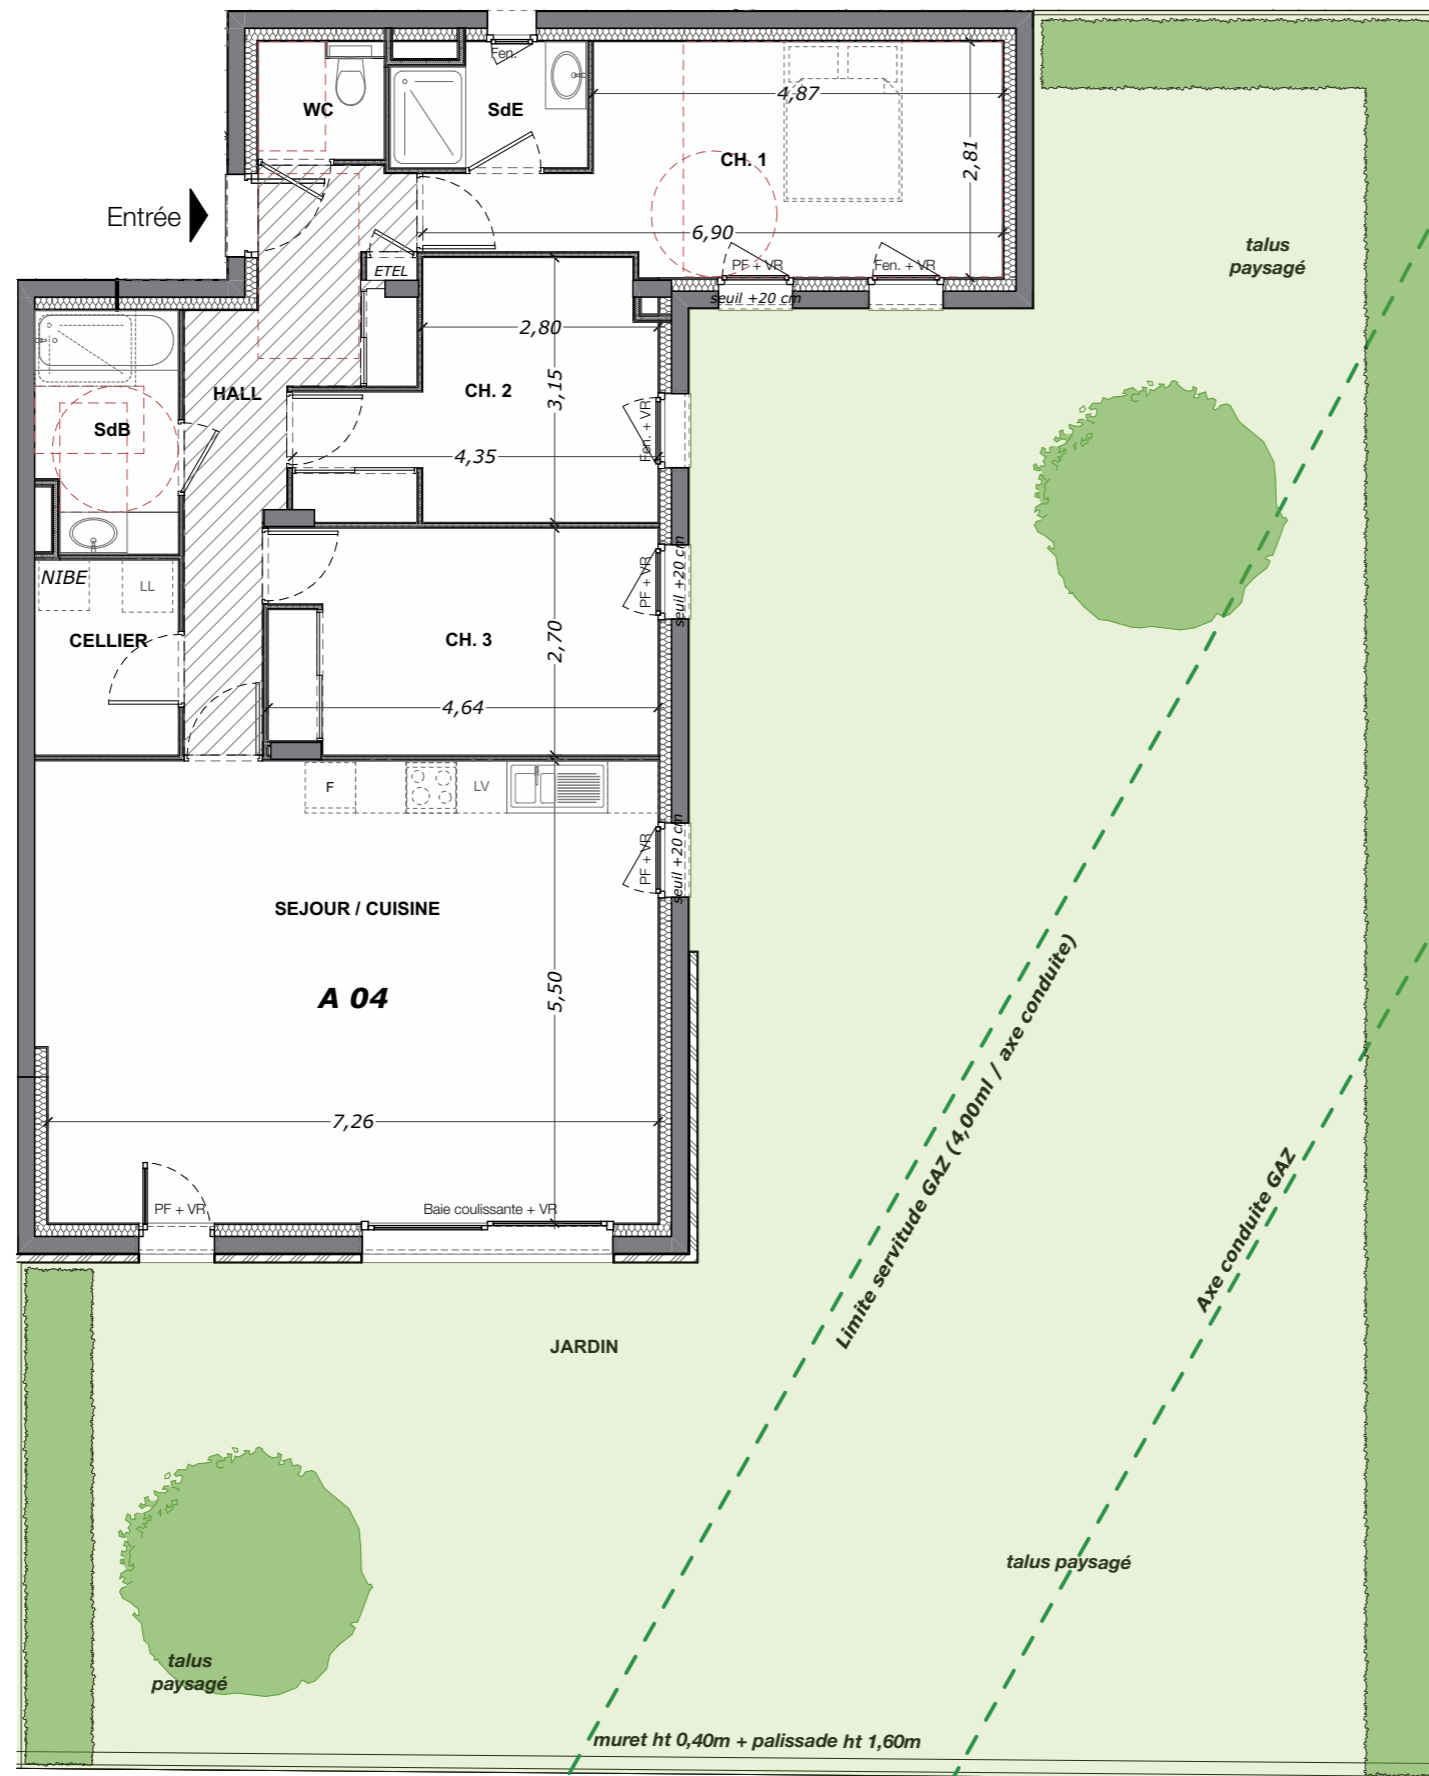 Fen.
WC
SdE
4,87
CH. 1
2,81
Entrée
6,90
talus
paysagé
ETEL
PF + VR
Fen. + VR
seuil +20 cm
2,80
HALL
CH. 2
3,15
SdB
Fen. + VR
4,35
NIBE
LL
PF + VR
seuil +20 cm
CELLIER
CH. 3
2,70
4,64
F
LV
PF + VR
seuil +20 cm
SEJOUR / CUISINE
A 04
5,50
Limite servitude GAZ (4,00ml / axe conduite)
7,26
Axe conduite GAZ
PF + VR
Baie coulissante + VR
JARDIN
talus paysagé
talus
paysagé
muret ht 0,40m + palissade ht 1,60m